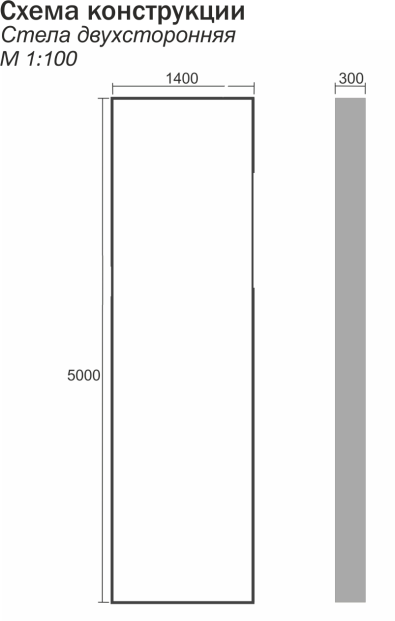 Схема конструкции
Стела двухсторонняя
М 1:100
1400
300
5000